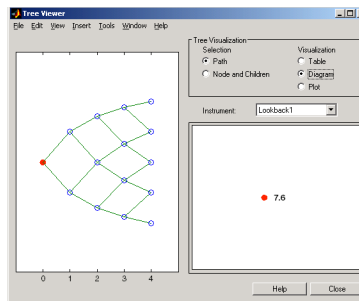 Tree Viewer
File Edit View Insert Tools Window Help
Tree Visualization
Selection
Visualization
Path
Table
Node and Children
Diagram
Plot
Instrument:
Lookback1
7.6
0 1 2 3 4
Help
Close